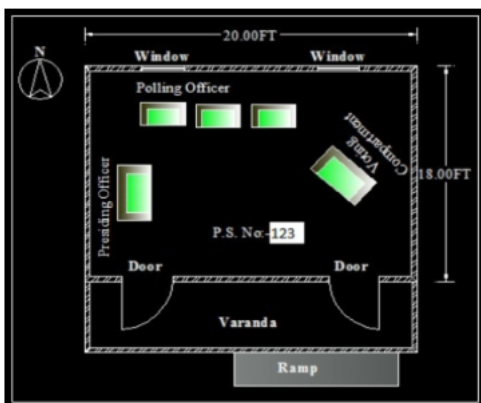 20.00FT
N
Window
Window
Polling Officer
Voting
Compartment
18.00FT
Presiding Officer
P.S. No:-123
Door
Door
Varanda
Ramp